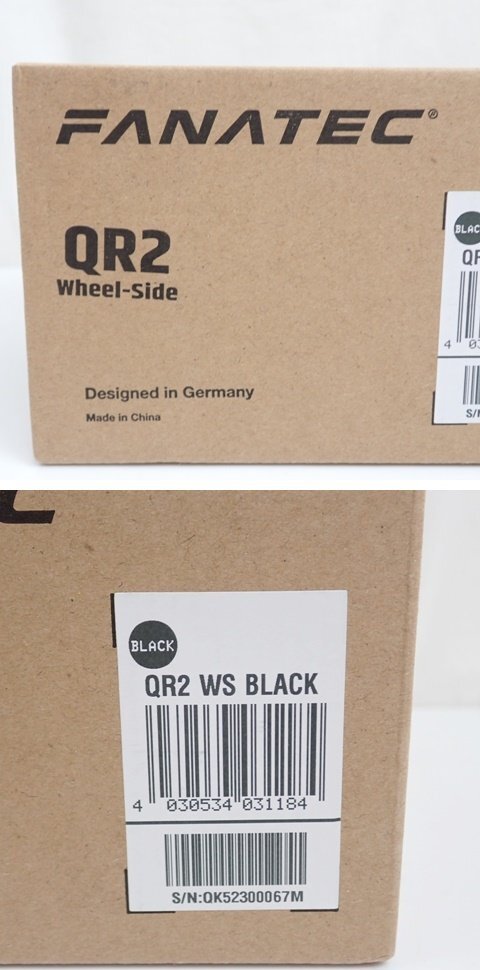 FANATEC®
QR2
Wheel-Side
Designed in Germany
Made in China
BLACK
QR2 WS BLACK
4 030534 031184
S/N:QK52300067M